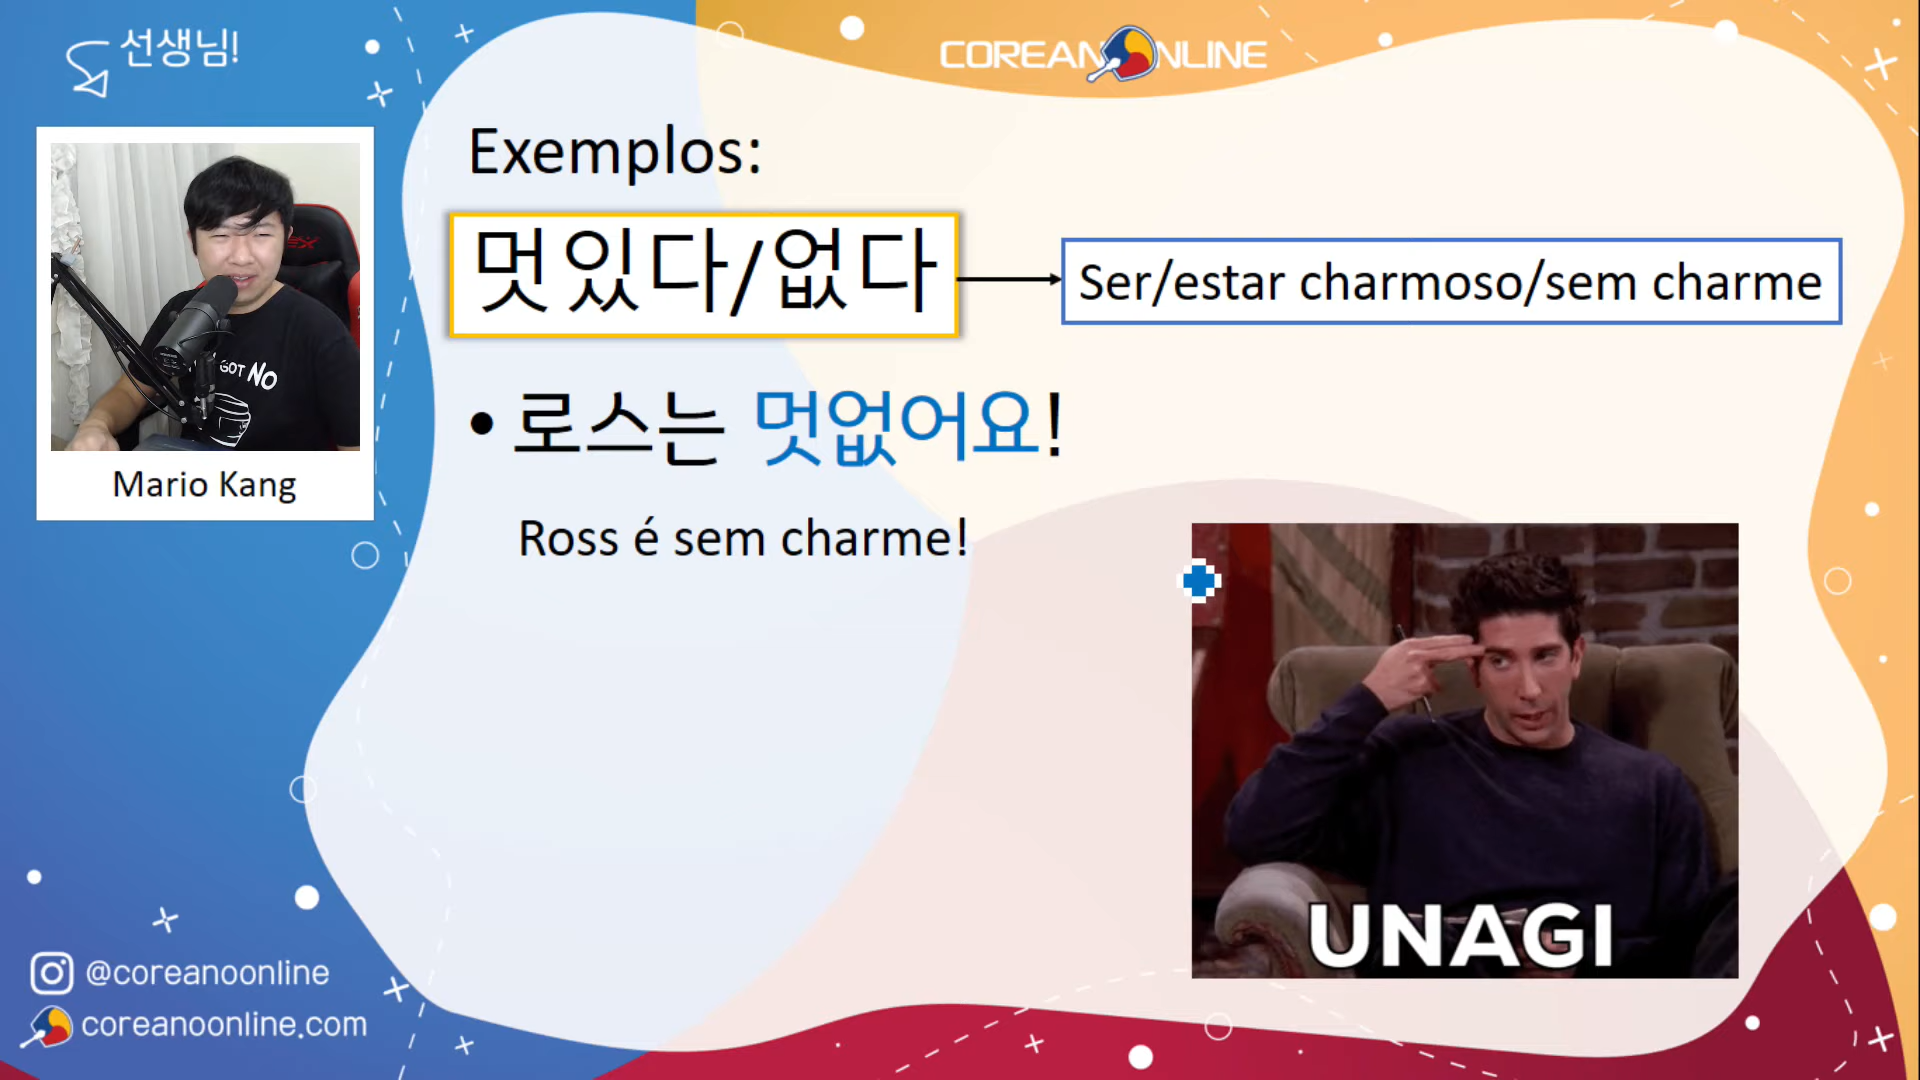 선생님!
COREANONLINE
Exemplos:
멋있다/없다
Ser/estar charmoso/sem charme
• 로스는 멋없어요!
Ross é sem charme!
GOT NO
Mario Kang
UNAGI
@coreanoonline
coreanoonline.com